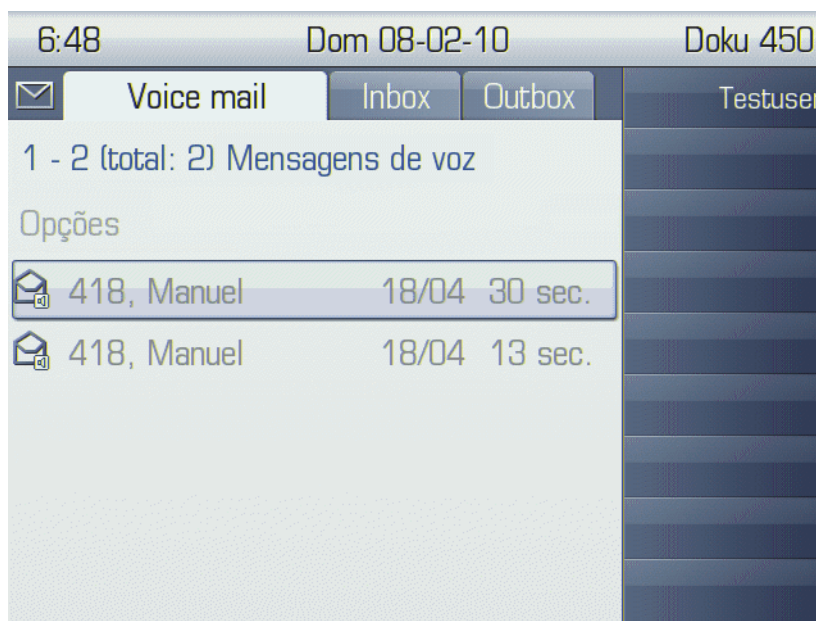 6:48 Dom 08-02-10 Doku 450
Voice mail Inbox Outbox Testuser
1 - 2 (total: 2) Mensagens de voz
Opções
418, Manuel 18/04 30 sec.
418, Manuel 18/04 13 sec.